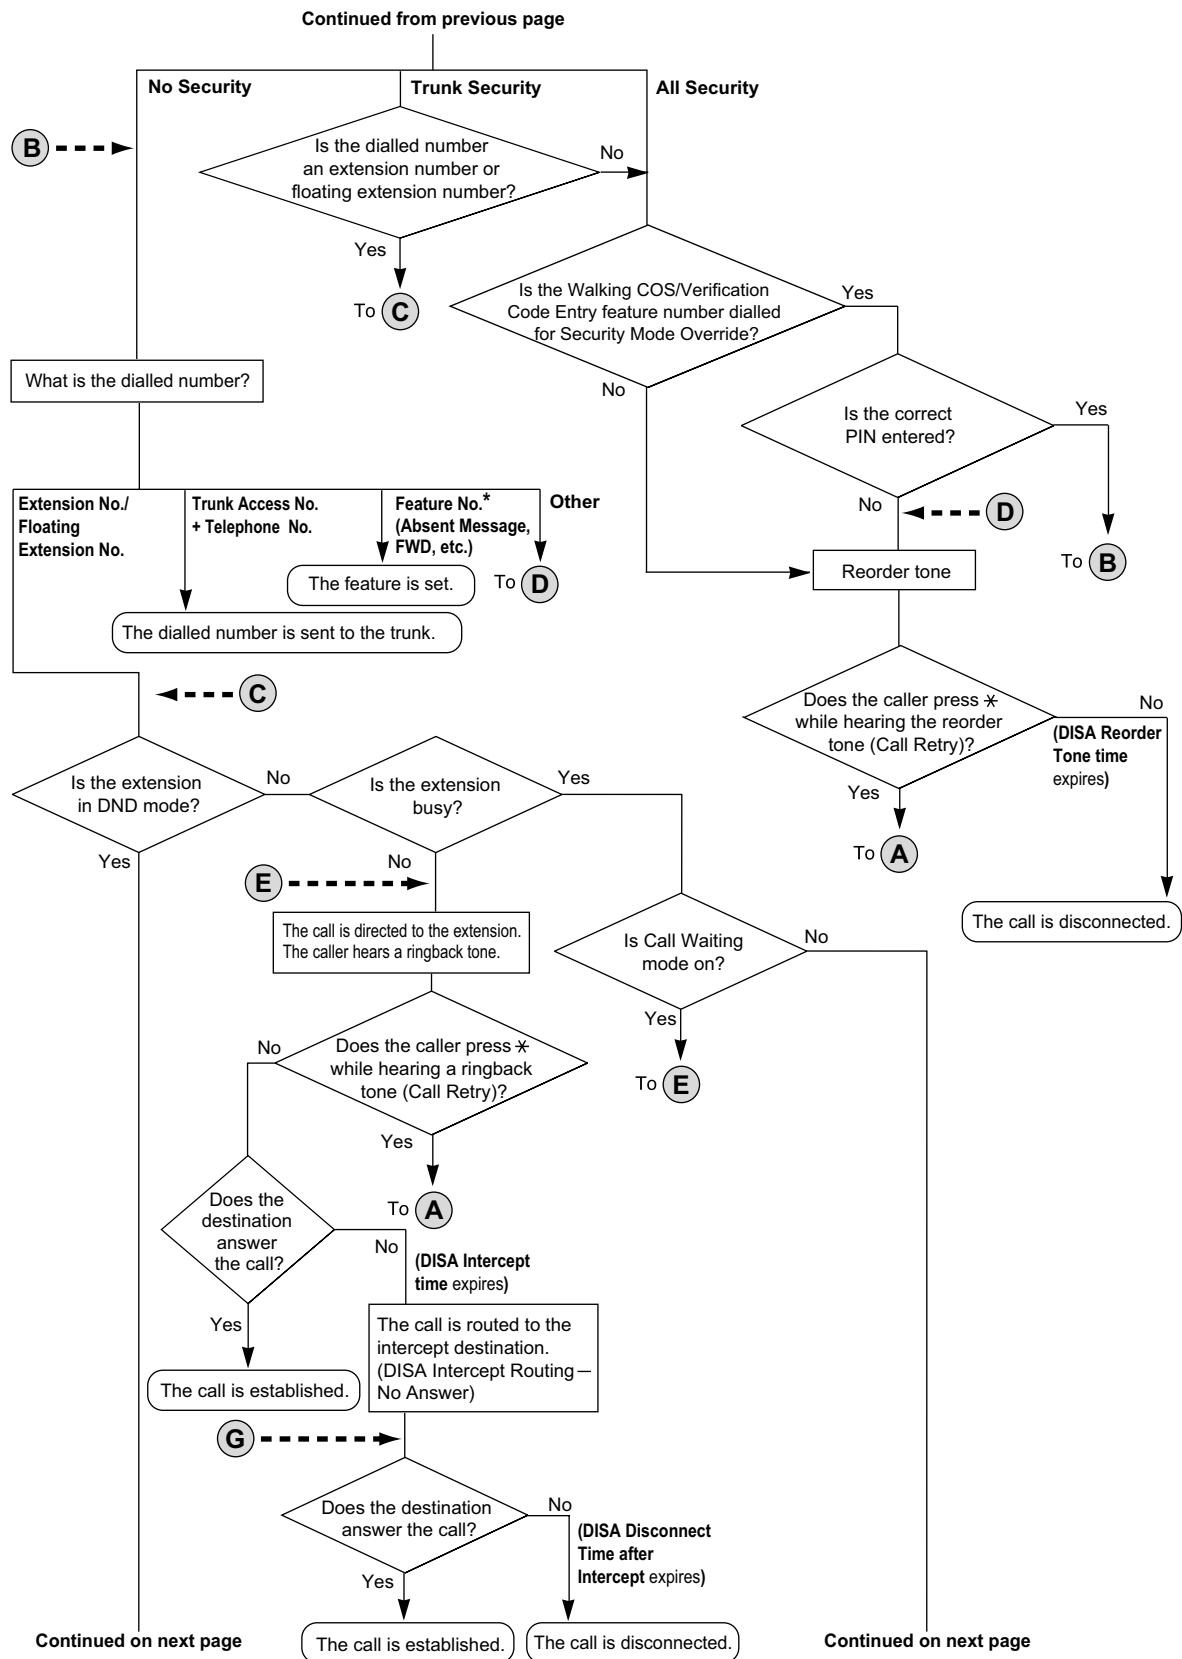 Continued from previous page
No Security
Trunk Security
All Security
B
Is the dialled number
an extension number or
floating extension number?
No
Yes
To C
Is the Walking COS/Verification
Code Entry feature number dialled
for Security Mode Override?
Yes
No
What is the dialled number?
Is the correct
PIN entered?
Yes
No
D
To B
Extension No./
Floating
Extension No.
Trunk Access No.
+ Telephone No.
Feature No.*
(Absent Message,
FWD, etc.)
Other
The feature is set.
To D
The dialled number is sent to the trunk.
Reorder tone
C
Does the caller press *
while hearing the reorder
tone (Call Retry)?
No
(DISA Reorder
Tone time
expires)
Yes
To A
The call is disconnected.
Is the extension
in DND mode?
No
Yes
Is the extension
busy?
Yes
No
E
The call is directed to the extension.
The caller hears a ringback tone.
Is Call Waiting
mode on?
No
Yes
To E
Does the caller press *
while hearing a ringback
tone (Call Retry)?
No
Yes
To A
Does the
destination
answer
the call?
No
(DISA Intercept
time expires)
Yes
The call is established.
The call is routed to the
intercept destination.
(DISA Intercept Routing—
No Answer)
G
Does the destination
answer the call?
No
(DISA Disconnect
Time after
Intercept expires)
Yes
The call is established.
The call is disconnected.
Continued on next page
Continued on next page